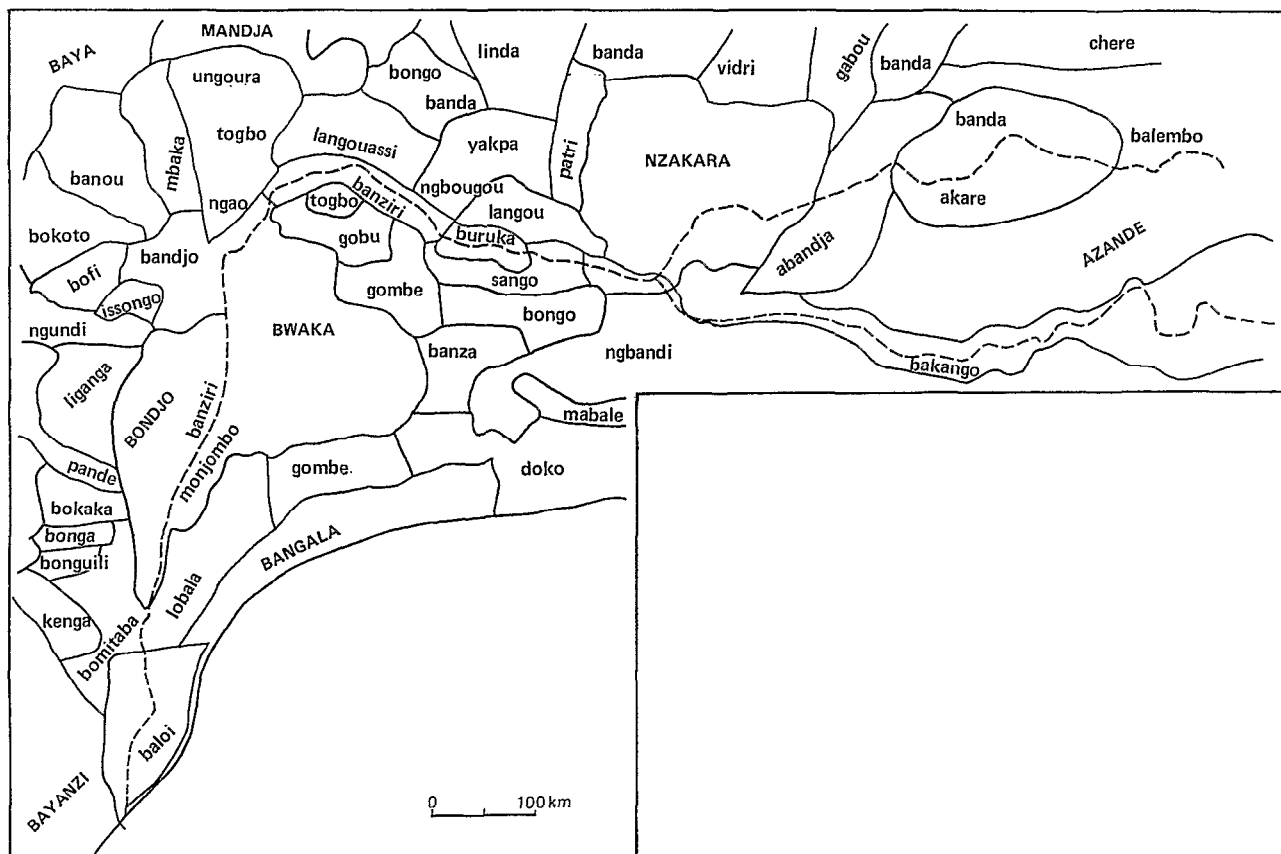 MANDJA
BAYA
ungoura
bongo
linda
banda
vidri
gabou
banda
chere
banda
togbo
mbaka
langouassi
yakpa
patri
NZAKARA
banda
balembo
banou
ngao
togbo
banziri
ngbougou
langou
akare
bokoto
bandjo
gobu
buruka
abandja
AZANDE
bofi
issongo
gombe
sango
bongo
ngundi
BWAKA
banza
ngbandi
bakango
liganga
BONDJO
banziri
mabale
monjombo
pande
gombe
doko
bokaka
bonga
bonguili
BANGALA
lobala
kenga
bomitaba
baloi
BAYANZI
0 100 km